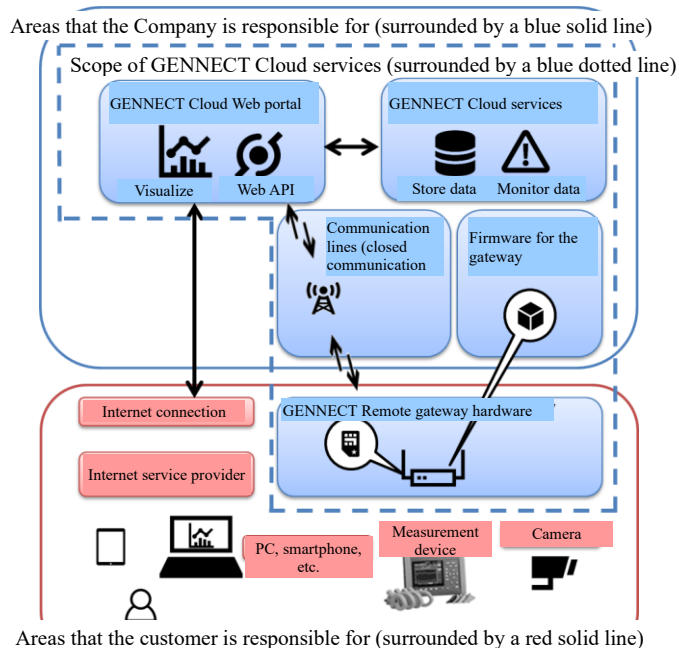 Areas that the Company is responsible for (surrounded by a blue solid line)
Scope of GENNECT Cloud services (surrounded by a blue dotted line)
GENNECT Cloud Web portal
GENNECT Cloud services
Visualize
Web API
Store data
Monitor data
Communication
lines (closed
communication
Firmware for the
gateway
Internet connection
GENNECT Remote gateway hardware
Internet service provider
PC, smartphone,
etc.
Measurement
device
Camera
Areas that the customer is responsible for (surrounded by a red solid line)